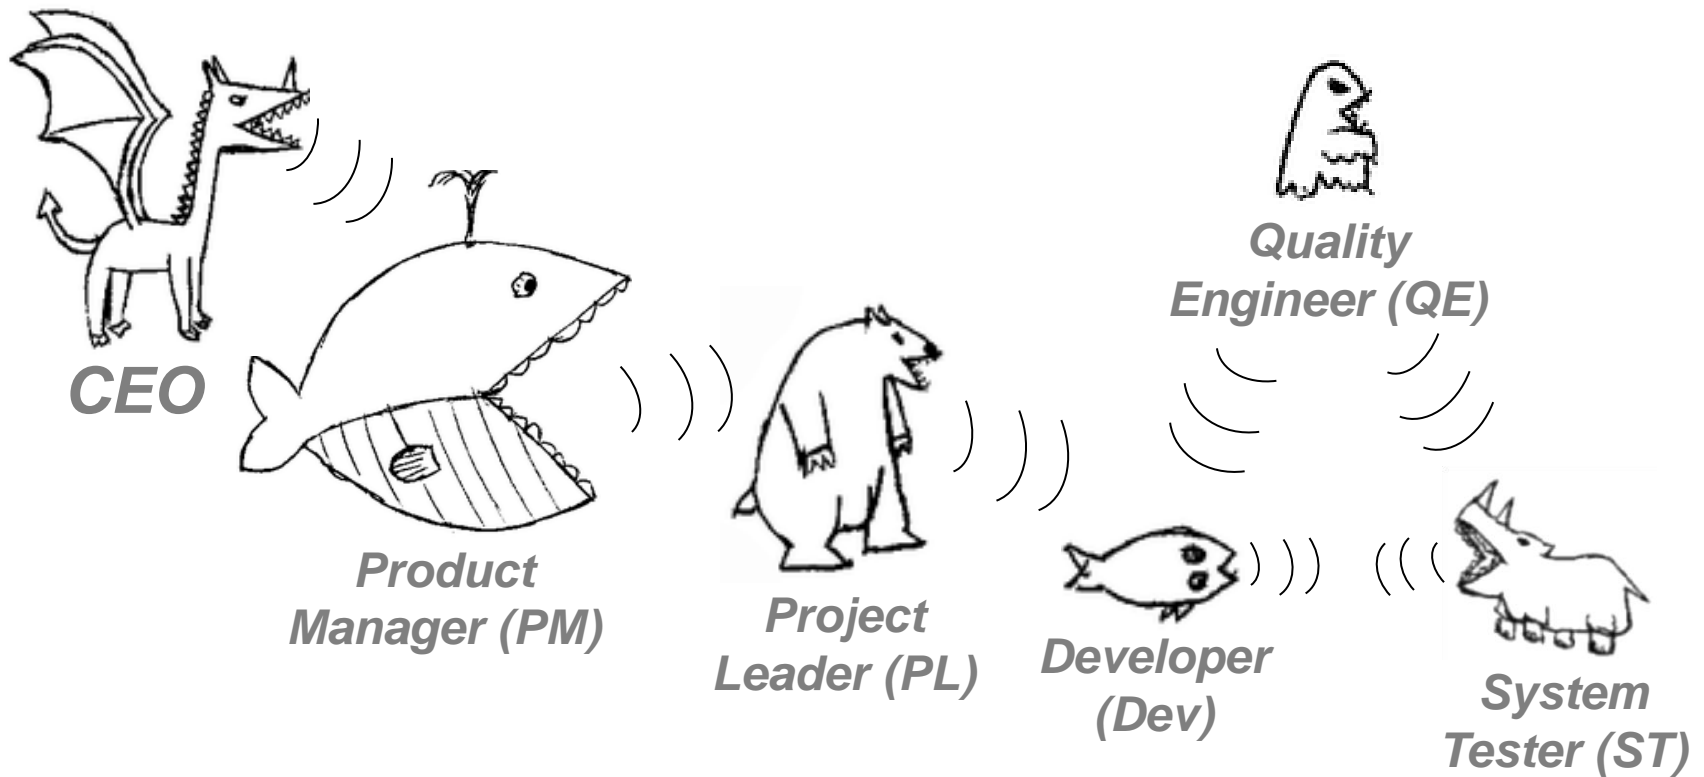 CEO
Product
Manager (PM)
Project
Leader (PL)
Developer
(Dev)
Quality
Engineer (QE)
System
Tester (ST)